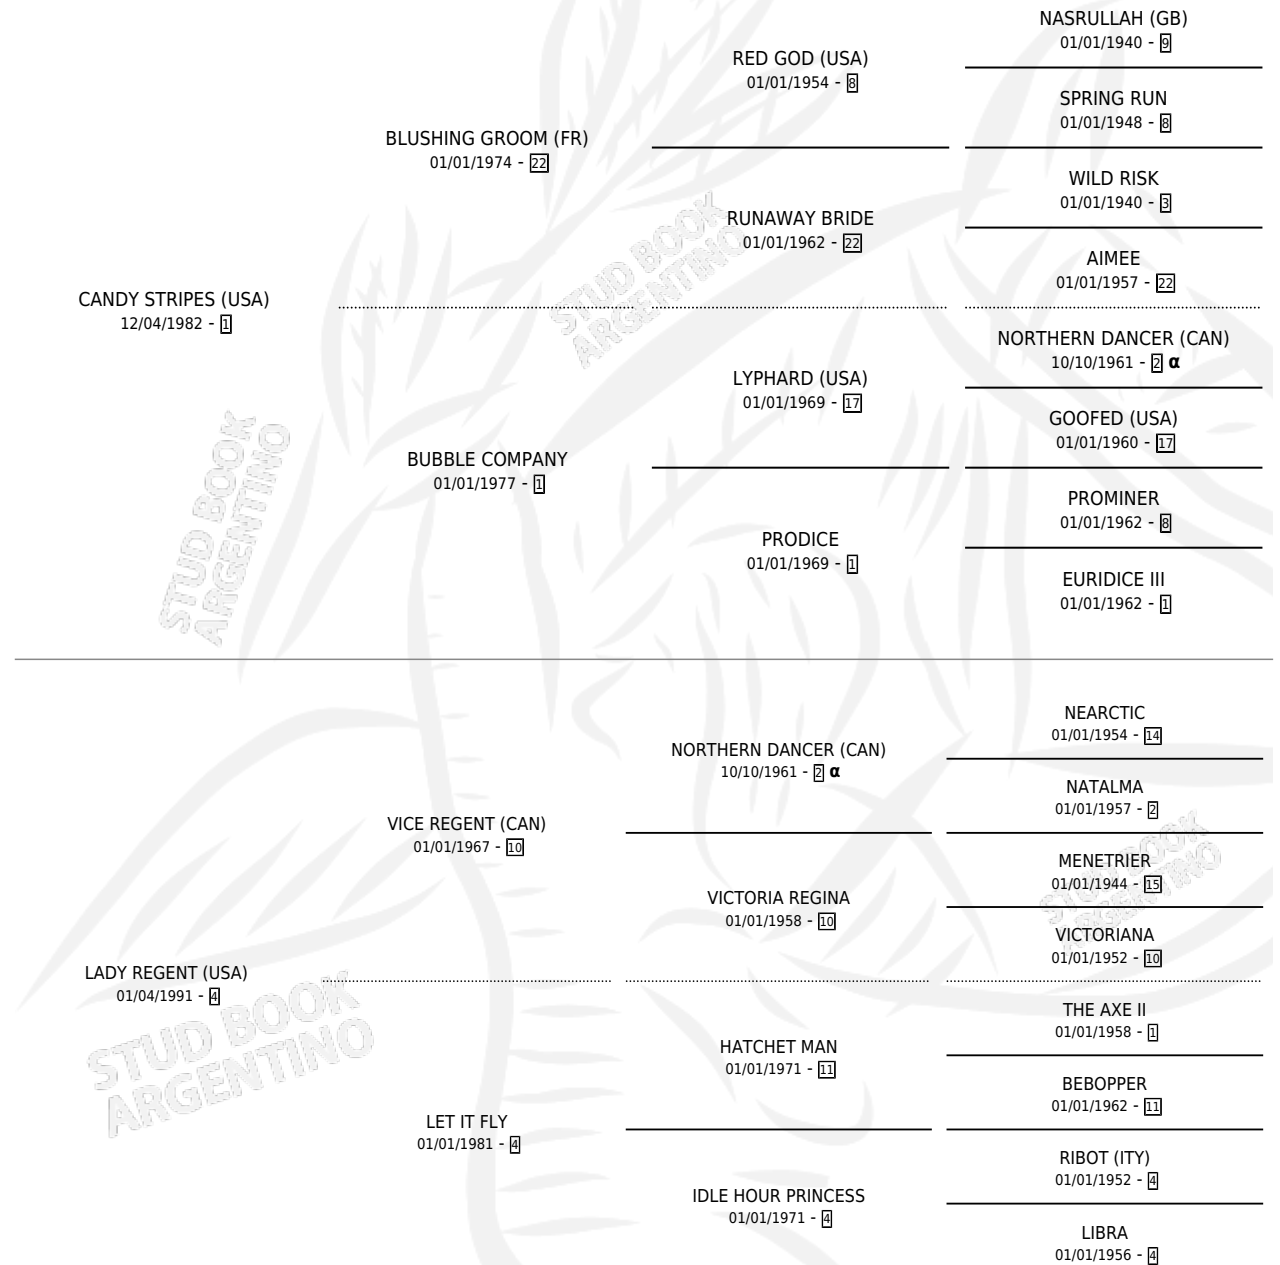 NASRULLAH (GB)
01/01/1940 - 9
RED GOD (USA)
01/01/1954 - 8
SPRING RUN
01/01/1948 - 8
BLUSHING GROOM (FR)
01/01/1974 - 22
WILD RISK
01/01/1940 - 3
RUNAWAY BRIDE
01/01/1962 - 22
AIMEE
01/01/1957 - 22
CANDY STRIPES (USA)
12/04/1982 - 1
NORTHERN DANCER (CAN)
10/10/1961 - 2 α
LYPHARD (USA)
01/01/1969 - 17
GOOFED (USA)
01/01/1960 - 17
BUBBLE COMPANY
01/01/1977 - 1
PROMINER
01/01/1962 - 8
PRODICE
01/01/1969 - 1
EURIDICE III
01/01/1962 - 1
NEARCTIC
01/01/1954 - 14
NORTHERN DANCER (CAN)
10/10/1961 - 2 α
NATALMA
01/01/1957 - 2
VICE REGENT (CAN)
01/01/1967 - 10
MENETRIER
01/01/1944 - 15
VICTORIA REGINA
01/01/1958 - 10
VICTORIANA
01/01/1952 - 10
LADY REGENT (USA)
01/04/1991 - 4
THE AXE II
01/01/1958 - 1
HATCHET MAN
01/01/1971 - 11
BEBOPPER
01/01/1962 - 11
LET IT FLY
01/01/1981 - 4
RIBOT (ITY)
01/01/1952 - 4
IDLE HOUR PRINCESS
01/01/1971 - 4
LIBRA
01/01/1956 - 4
STUD BOOK
ARGENTINO
STUD BOOK
ARGENTINO
STUD BOOK
ARGENTINO
STUD BOOK
ARGENTINO